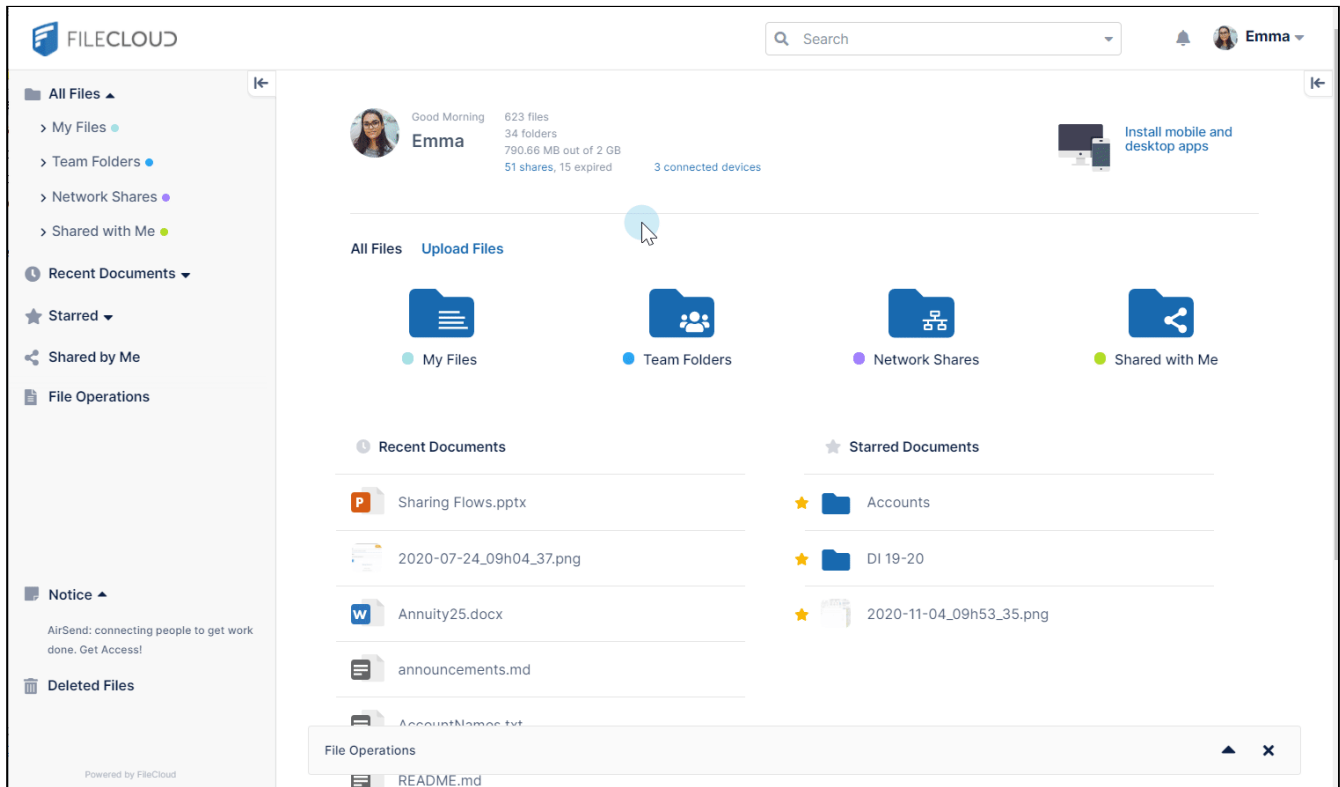 FILECLOUD
Search
Emma
All Files
My Files
Team Folders
Network Shares
Shared with Me
Recent Documents
Starred
Shared by Me
File Operations
Notice
AirSend: connecting people to get work
done. Get Access!
Deleted Files
Powered by FileCloud
Good Morning
Emma
623 files
34 folders
790.66 MB out of 2 GB
51 shares, 15 expired
3 connected devices
Install mobile and
desktop apps
All Files Upload Files
My Files
Team Folders
Network Shares
Shared with Me
Recent Documents
P
Sharing Flows.pptx
2020-07-24_09h04_37.png
W
Annuity25.docx
announcements.md
AccountNames.txt
README.md
Starred Documents
Accounts
DI 19-20
2020-11-04_09h53_35.png
File Operations